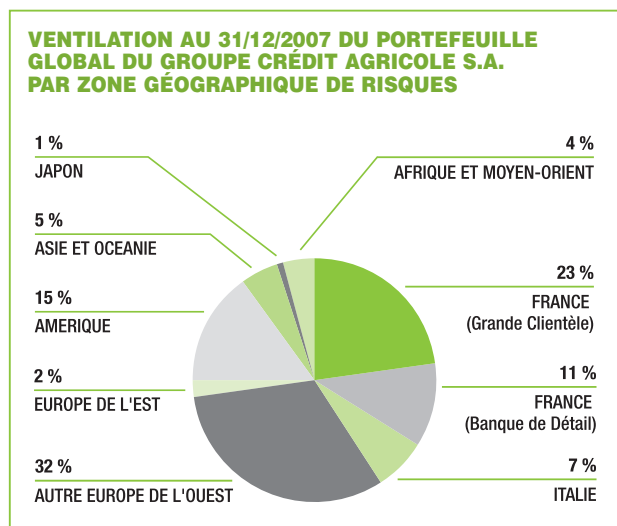 VENTILATION AU 31/12/2007 DU PORTEFEUILLE
GLOBAL DU GROUPE CRÉDIT AGRICOLE S.A.
PAR ZONE GÉOGRAPHIQUE DE RISQUES
1 %
JAPON
5 %
ASIE ET OCEANIE
15 %
AMERIQUE
2 %
EUROPE DE L'EST
32 %
AUTRE EUROPE DE L'OUEST
4 %
AFRIQUE ET MOYEN-ORIENT
23 %
FRANCE
(Grande Clientèle)
11 %
FRANCE
(Banque de Détail)
7 %
ITALIE